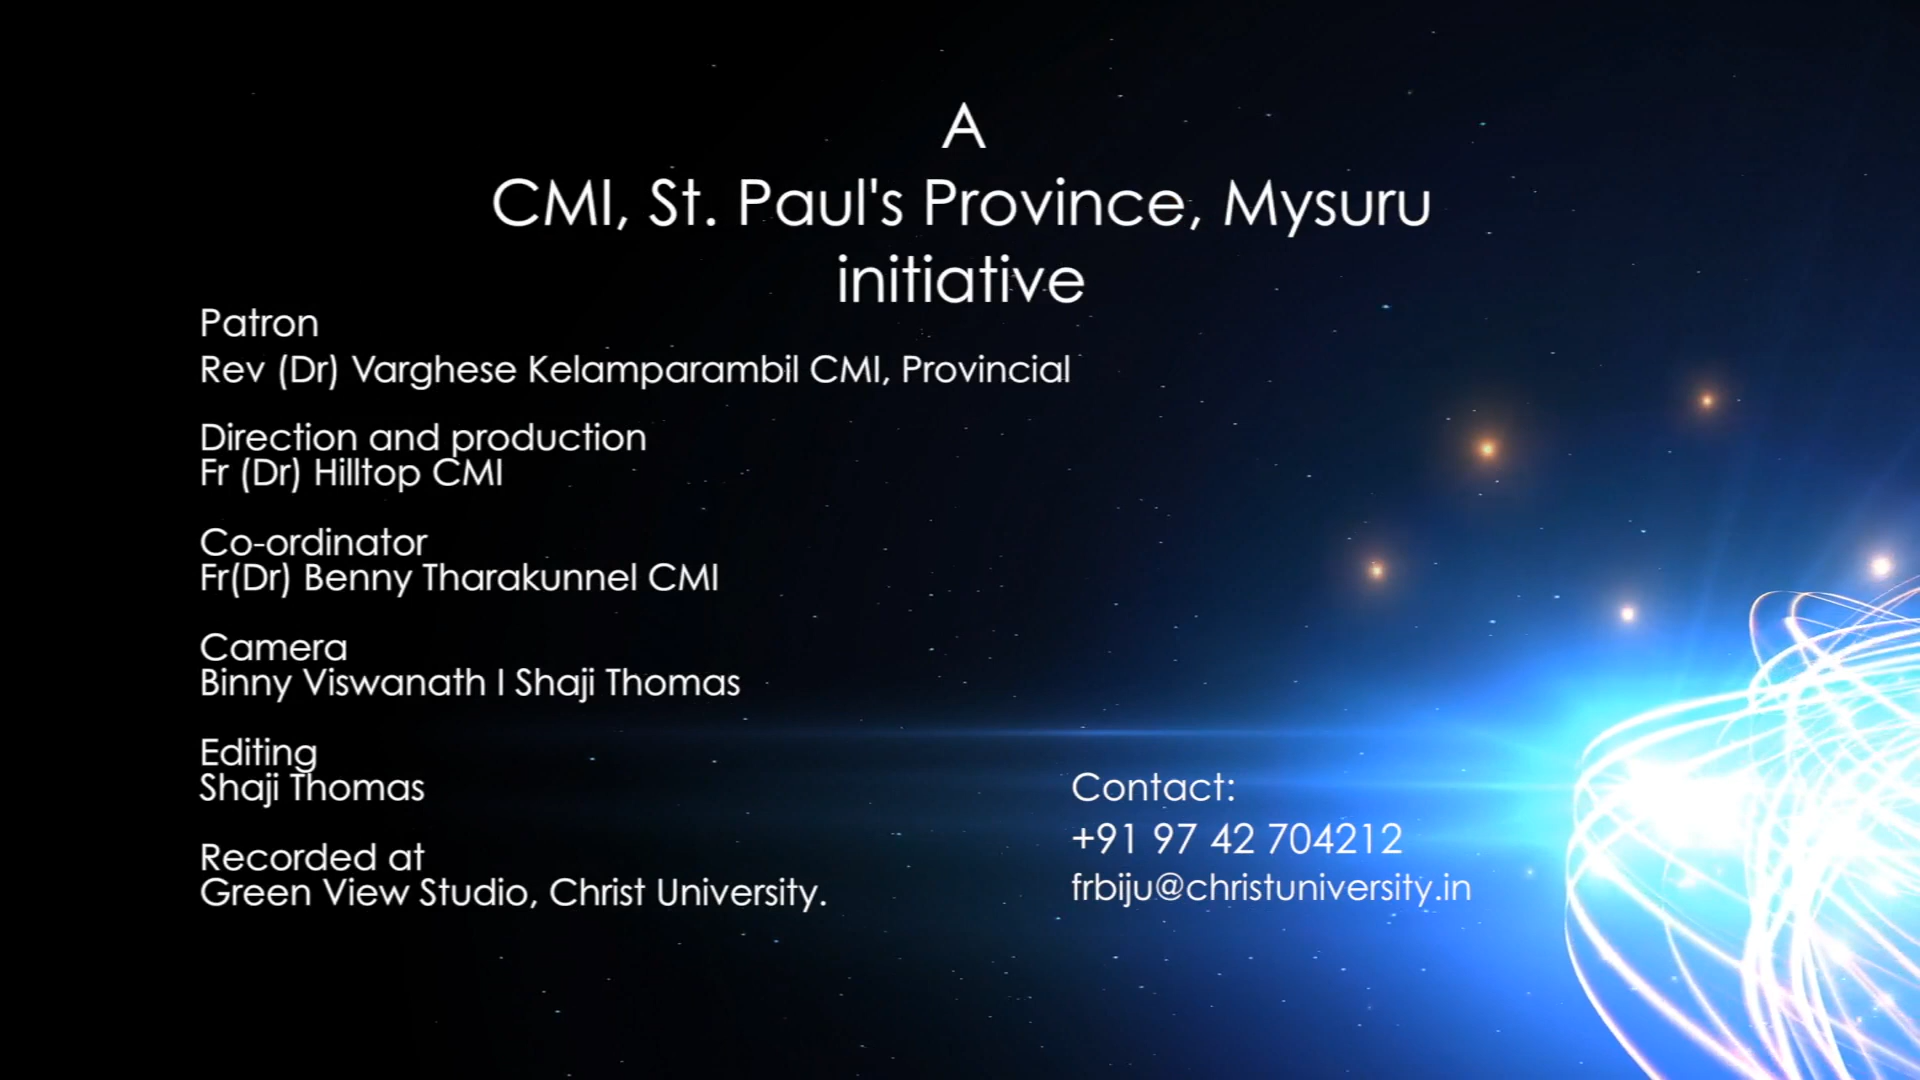 A
CMI, St. Paul's Province, Mysuru
initiative
Patron
Rev (Dr) Varghese Kelamparambil CMI, Provincial
Direction and production
Fr (Dr) Hilltop CMI
Co-ordinator
Fr(Dr) Benny Tharakunnel CMI
Camera
Binny Viswanath I Shaji Thomas
Editing
Shaji Thomas
Recorded at
Green View Studio, Christ University.
Contact:
+91 97 42 704212
frbiju@christuniversity.in